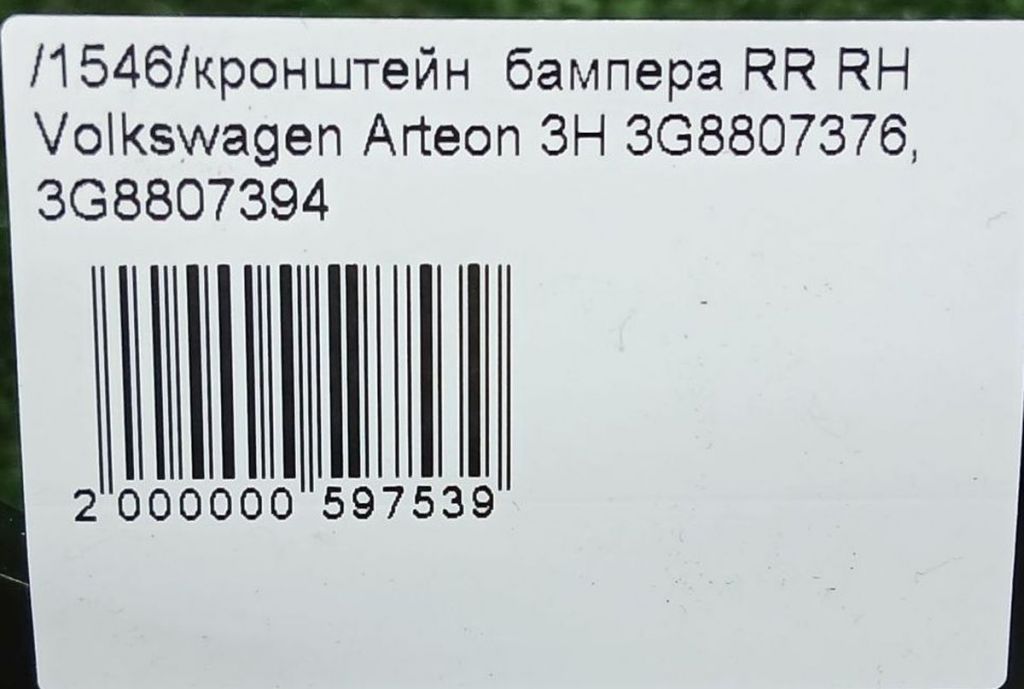 /1546/кронштейн бампера RR RH
Volkswagen Arteon 3H 3G8807376,
3G8807394
2 000000 597539